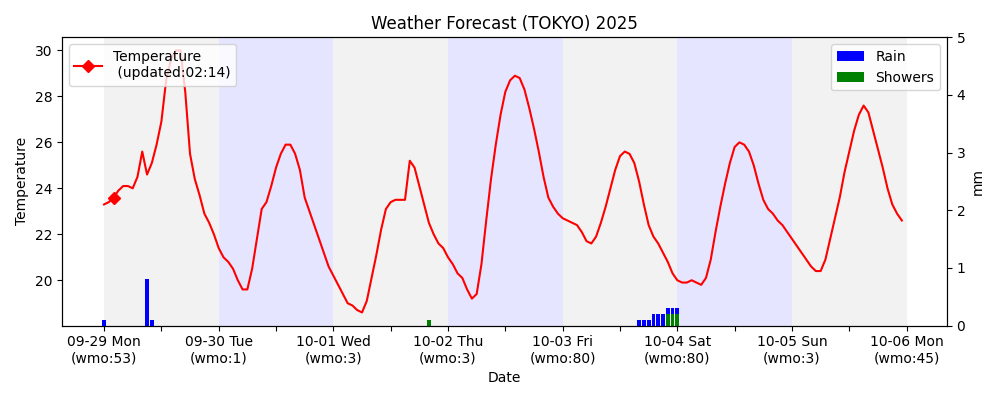 Weather Forecast (TOKYO) 2025
Temperature
(updated:02:14)
Rain
Showers
30
28
26
24
22
20
Temperature
5
4
3
2
1
0
mm
09-29 Mon
(wmo:53)
09-30 Tue
(wmo:1)
10-01 Wed
(wmo:3)
10-02 Thu
(wmo:3)
10-03 Fri
(wmo:80)
10-04 Sat
(wmo:80)
10-05 Sun
(wmo:3)
10-06 Mon
(wmo:45)
Date